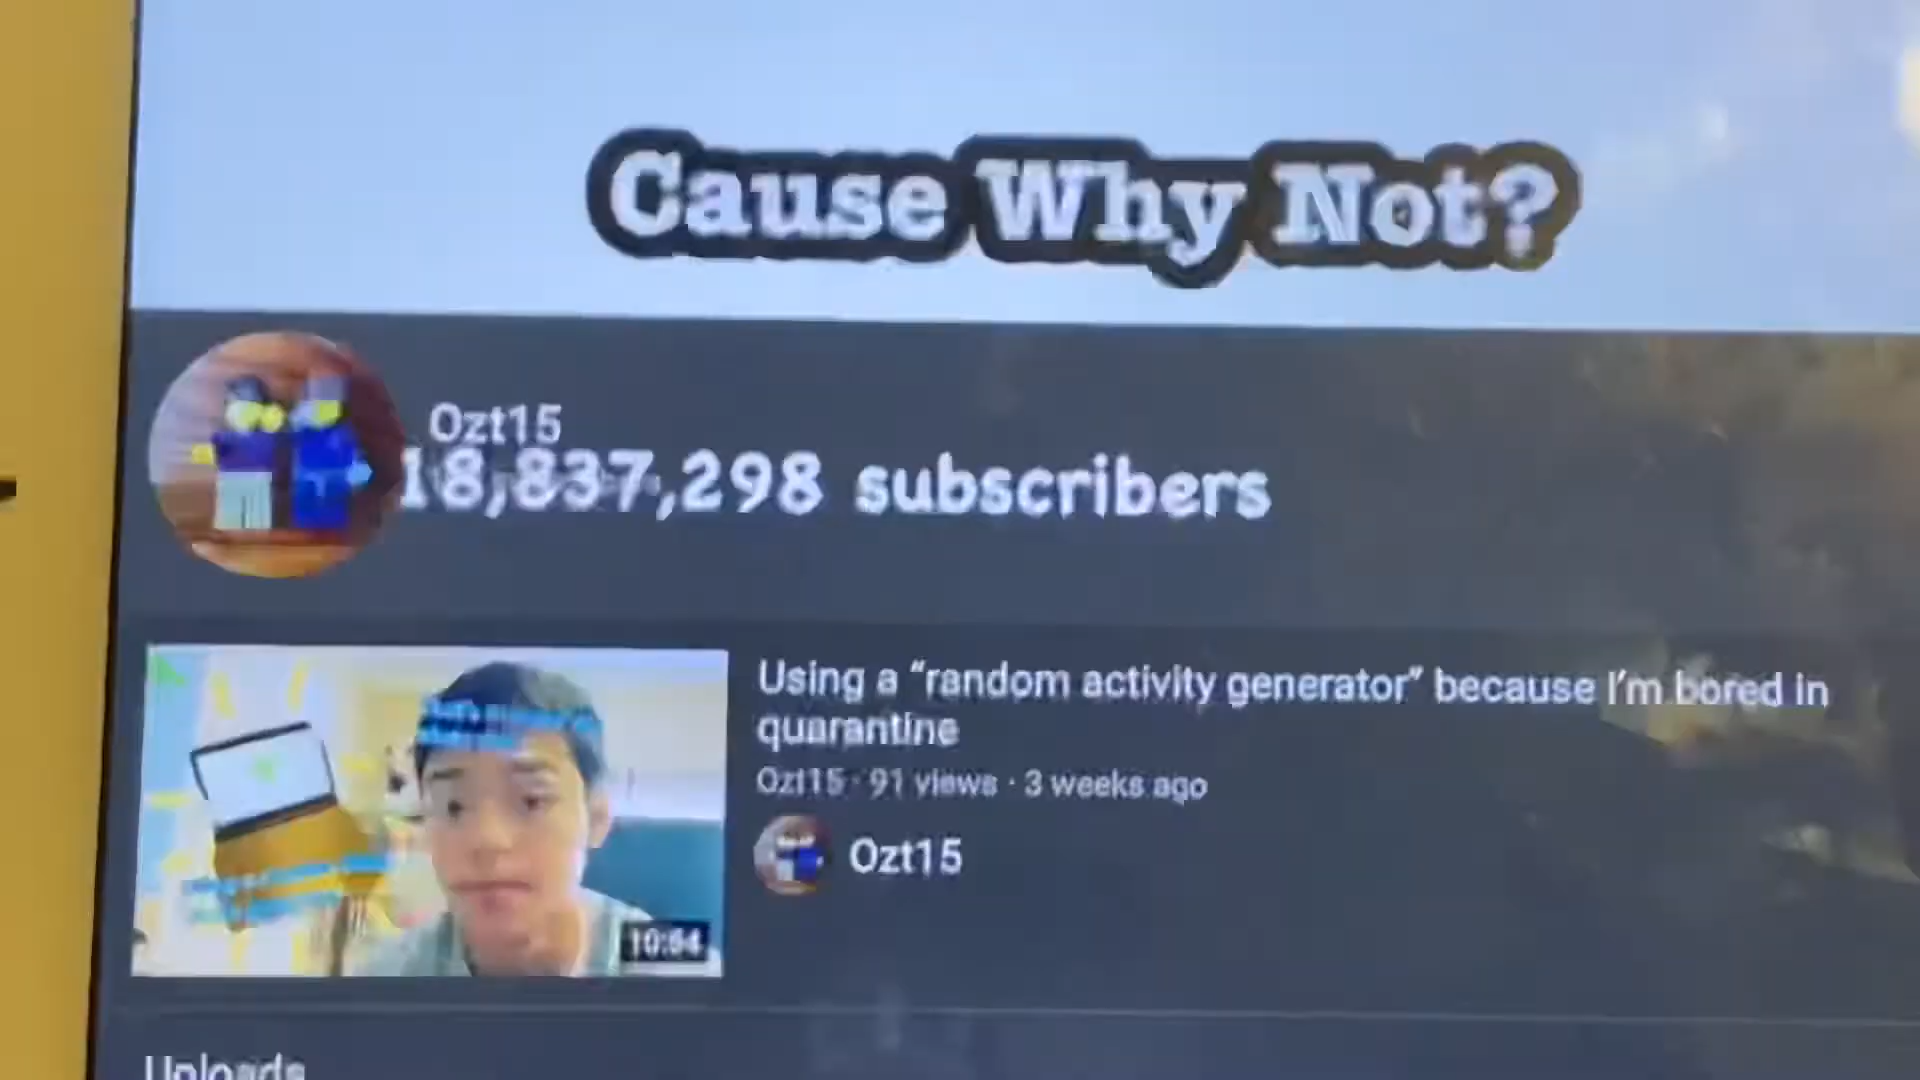 Cause Why Not?
Ozt15
18,837,298 subscribers
Using a “random activity generator” because I’m bored in
quarantine
Ozt15 · 91 views · 3 weeks ago
Ozt15
10:54
Uploads